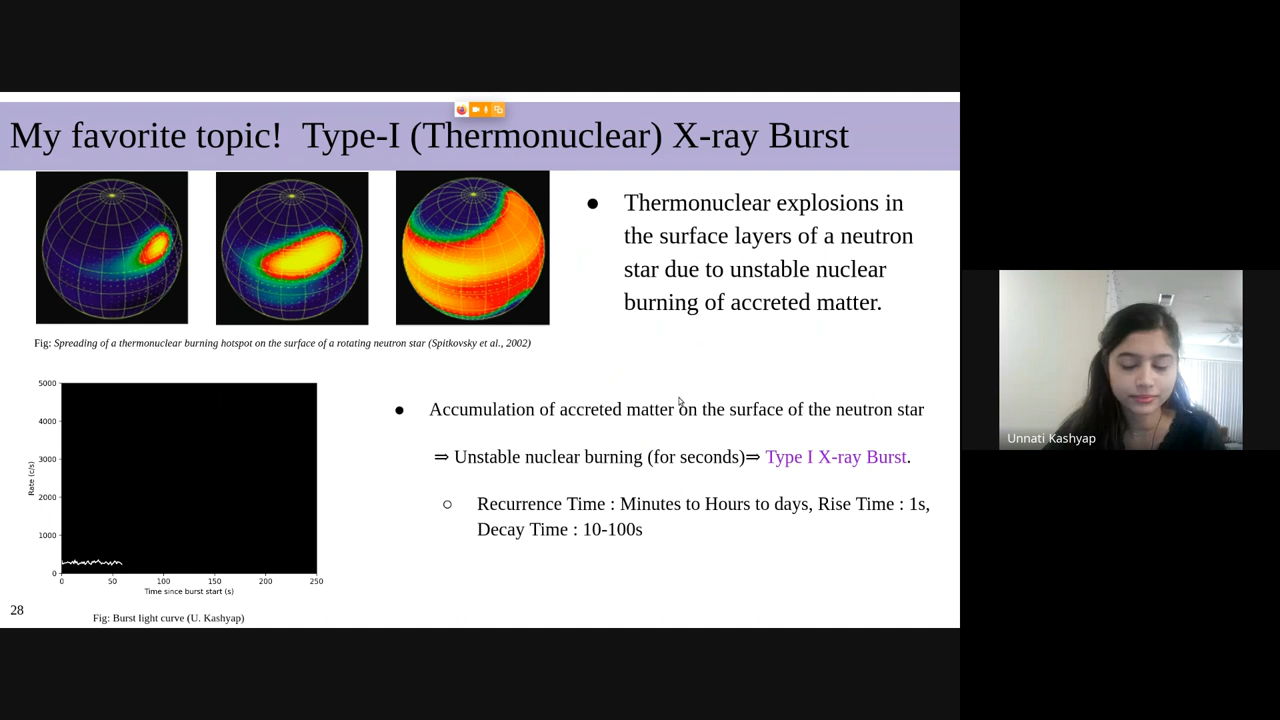 My favorite topic! Type-I (Thermonuclear) X-ray Burst
● Thermonuclear explosions in
the surface layers of a neutron
star due to unstable nuclear
burning of accreted matter.
Fig: Spreading of a thermonuclear burning hotspot on the surface of a rotating neutron star (Spitkovsky et al., 2002)
5000
4000
3000
2000
1000
0
Rate (c/s)
0 50 100 150 200 250
Time since burst start (s)
Fig: Burst light curve (U. Kashyap)
● Accumulation of accreted matter on the surface of the neutron star
⇒ Unstable nuclear burning (for seconds)⇒ Type I X-ray Burst.
○ Recurrence Time : Minutes to Hours to days, Rise Time : 1s,
Decay Time : 10-100s
28
Unnati Kashyap